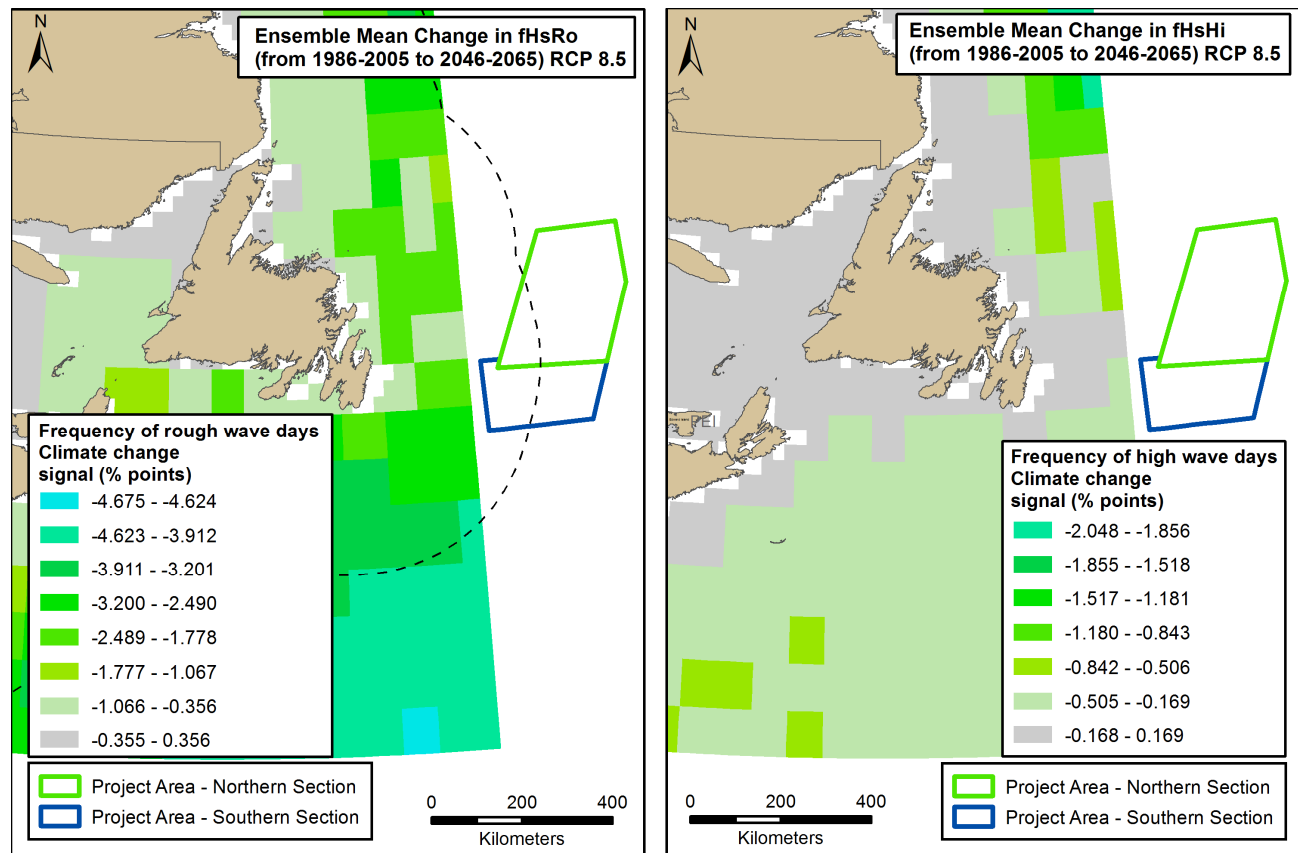 N
Ensemble Mean Change in fHsRo
(from 1986-2005 to 2046-2065) RCP 8.5
Frequency of rough wave days
Climate change
signal (% points)
-4.675 - -4.624
-4.623 - -3.912
-3.911 - -3.201
-3.200 - -2.490
-2.489 - -1.778
-1.777 - -1.067
-1.066 - -0.356
-0.355 - 0.356
Project Area - Northern Section
Project Area - Southern Section
0 200 400
Kilometers
N
Ensemble Mean Change in fHsHi
(from 1986-2005 to 2046-2065) RCP 8.5
PEI
Frequency of high wave days
Climate change
signal (% points)
-2.048 - -1.856
-1.855 - -1.518
-1.517 - -1.181
-1.180 - -0.843
-0.842 - -0.506
-0.505 - -0.169
-0.168 - 0.169
Project Area - Northern Section
Project Area - Southern Section
0 200 400
Kilometers